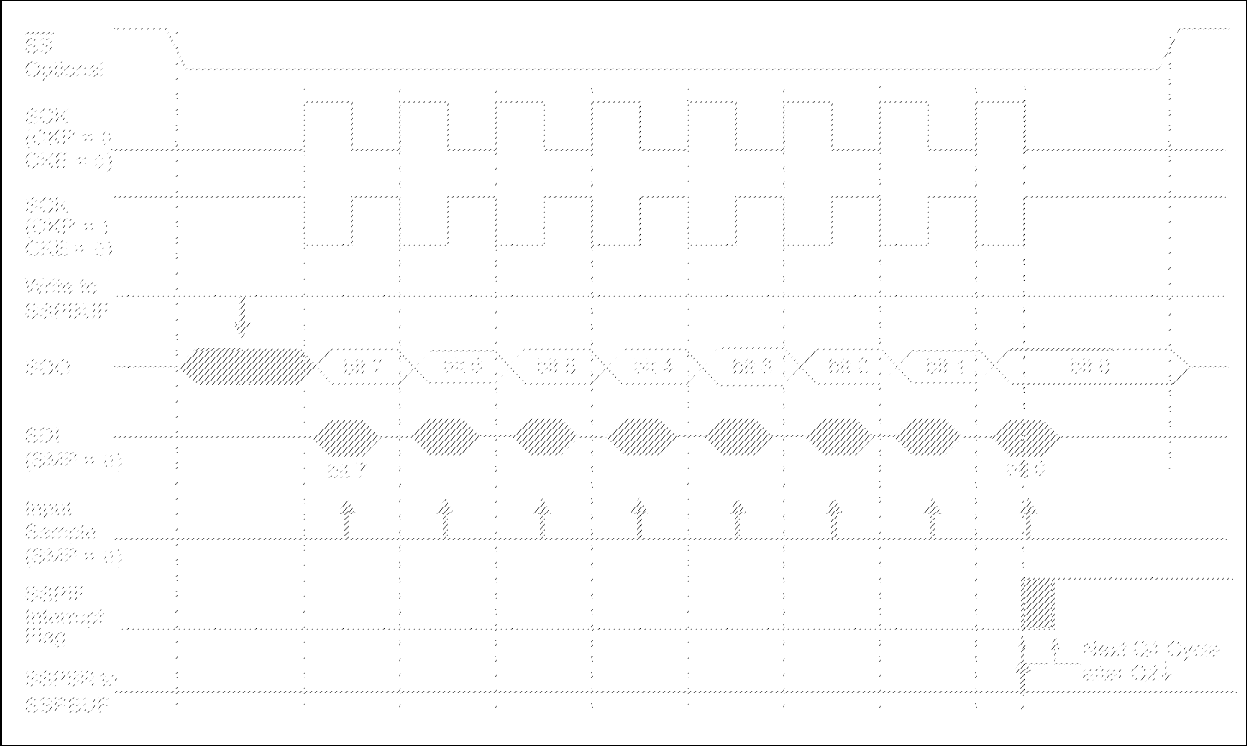 SS
Optional
SCK
(CKP = 0
CKE = 0)
SCK
(CKP = 1
CKE = 0)
Write to
SSPBUF
SDO
bit 7
bit 6
bit 5
bit 4
bit 3
bit 2
bit 1
bit 0
SDI
(SMP = 0)
bit 7
bit 0
Input
Sample
(SMP = 0)
SSPIF
Interrupt
Flag
Next Q4 Cycle
after Q2↓
SSPSR to
SSPBUF